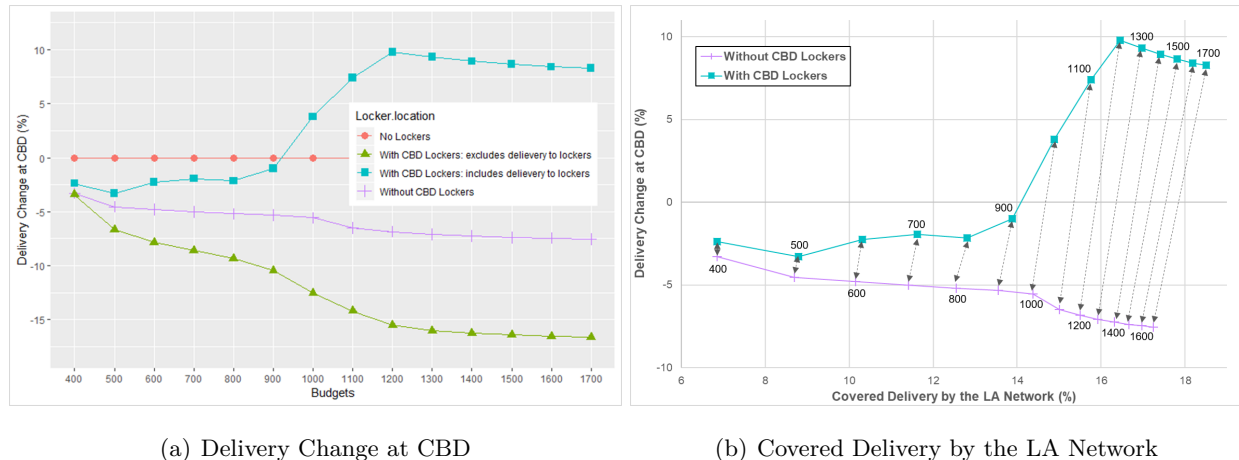 Delivery Change at CBD (%)
10
5
0
-5
-10
-15
Locker.location
No Lockers
With CBD Lockers: excludes delievery to lockers
With CBD Lockers: includes delievery to lockers
Without CBD Lockers
400 500 600 700 800 900 1000 1100 1200 1300 1400 1500 1600 1700
Budgets
(a) Delivery Change at CBD
Delivery Change at CBD (%)
10
5
0
-5
-10
Without CBD Lockers
With CBD Lockers
1300
1500
1700
1100
900
700
500
400
600
800
1000
1200
1400
1600
6 8 10 12 14 16 18
Covered Delivery by the LA Network (%)
(b) Covered Delivery by the LA Network